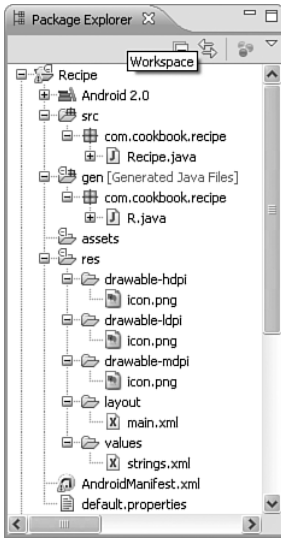 Package Explorer
Workspace
Recipe
Android 2.0
src
com.cookbook.recipe
Recipe.java
gen [Generated Java Files]
com.cookbook.recipe
R.java
assets
res
drawable-hdpi
icon.png
drawable-ldpi
icon.png
drawable-mdpi
icon.png
layout
main.xml
values
strings.xml
AndroidManifest.xml
default.properties